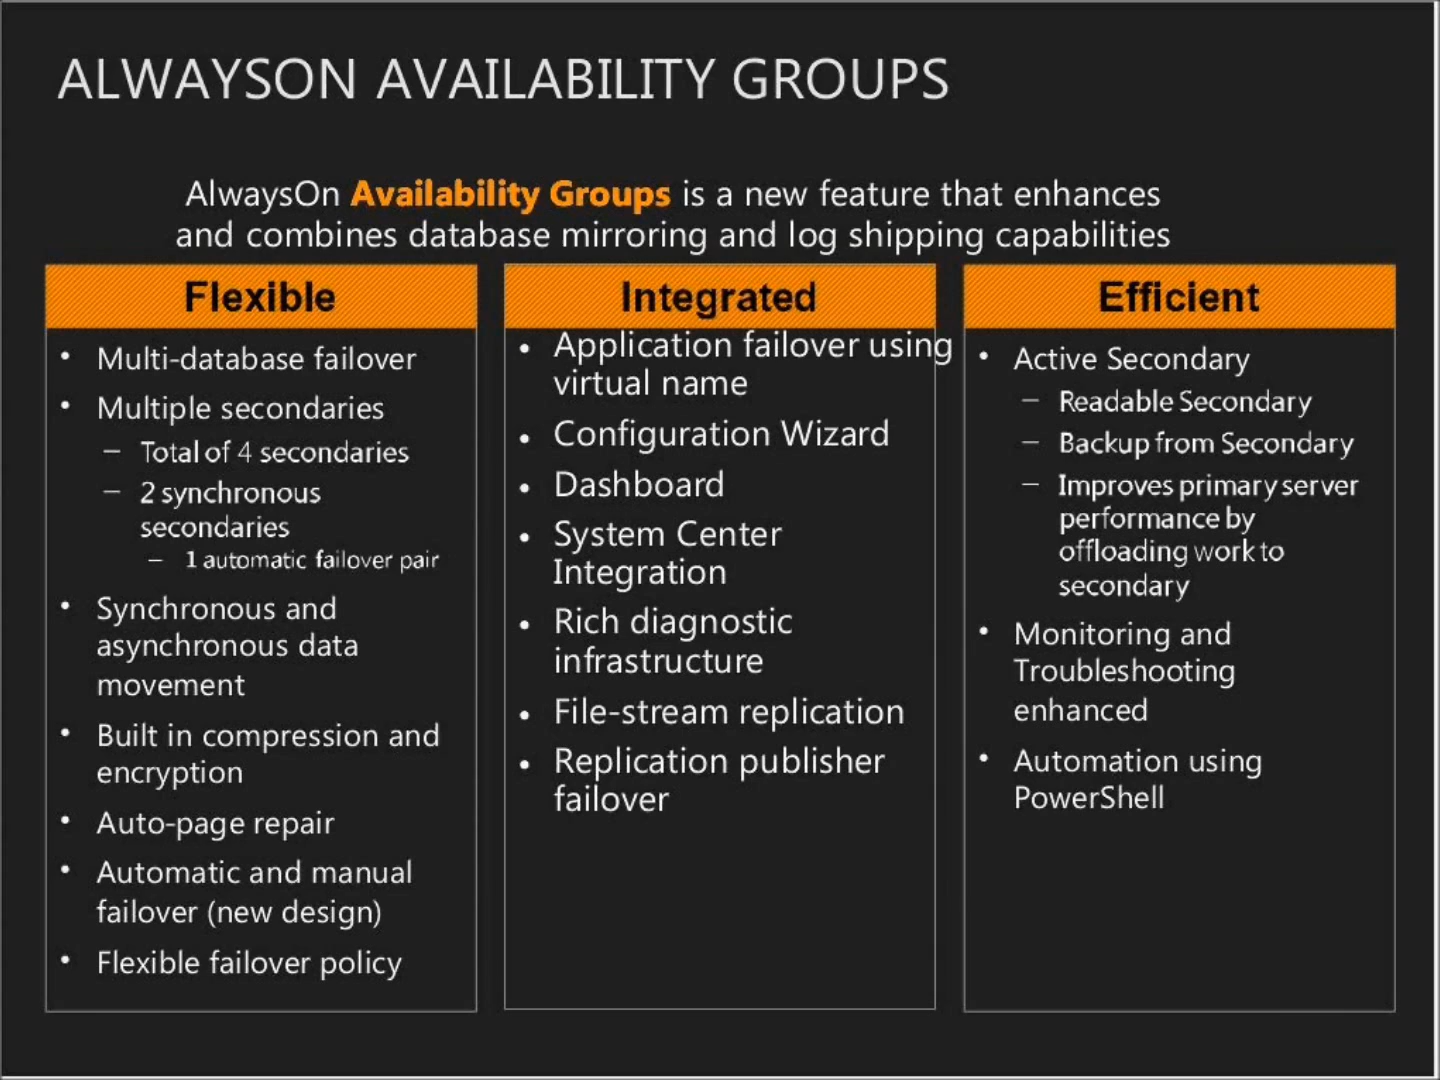 ALWAYSON AVAILABILITY GROUPS
AlwaysOn Availability Groups is a new feature that enhances
and combines database mirroring and log shipping capabilities
Flexible
• Multi-database failover
• Multiple secondaries
– Total of 4 secondaries
– 2 synchronous
secondaries
– 1 automatic failover pair
• Synchronous and
asynchronous data
movement
• Built in compression and
encryption
• Auto-page repair
• Automatic and manual
failover (new design)
• Flexible failover policy
Integrated
• Application failover using
virtual name
• Configuration Wizard
• Dashboard
• System Center
Integration
• Rich diagnostic
infrastructure
• File-stream replication
• Replication publisher
failover
Efficient
• Active Secondary
– Readable Secondary
– Backup from Secondary
– Improves primary server
performance by
offloading work to
secondary
• Monitoring and
Troubleshooting
enhanced
• Automation using
PowerShell